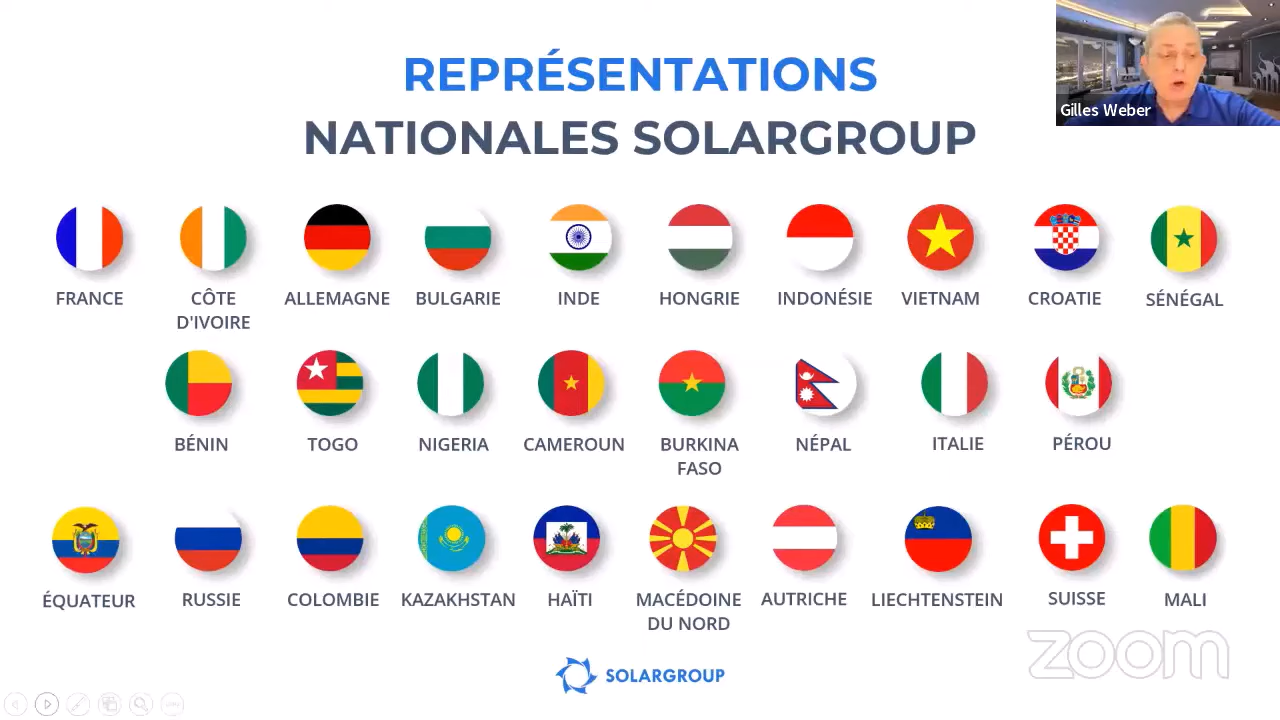 REPRÉSENTATIONS
NATIONALES SOLARGROUP
Gilles Weber
FRANCE
CÔTE
D'IVOIRE
ALLEMAGNE
BULGARIE
INDE
HONGRIE
INDONÉSIE
VIETNAM
CROATIE
SÉNÉGAL
BÉNIN
TOGO
NIGERIA
CAMEROUN
BURKINA
FASO
NÉPAL
ITALIE
PÉROU
ÉQUATEUR
RUSSIE
COLOMBIE
KAZAKHSTAN
HAÏTI
MACÉDOINE
DU NORD
AUTRICHE
LIECHTENSTEIN
SUISSE
MALI
zoom
SOLARGROUP